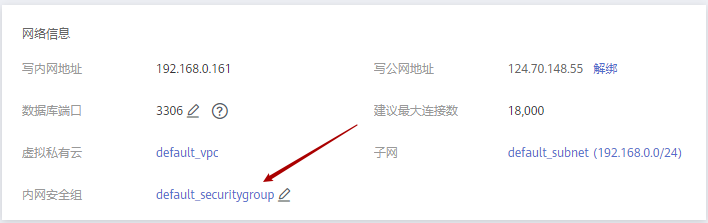 网络信息
写内网地址 192.168.0.161 写公网地址 124.70.148.55 解绑
数据库端口 3306 建议最大连接数 18,000
虚拟私有云 default_vpc 子网 default_subnet (192.168.0.0/24)
内网安全组 default_securitygroup